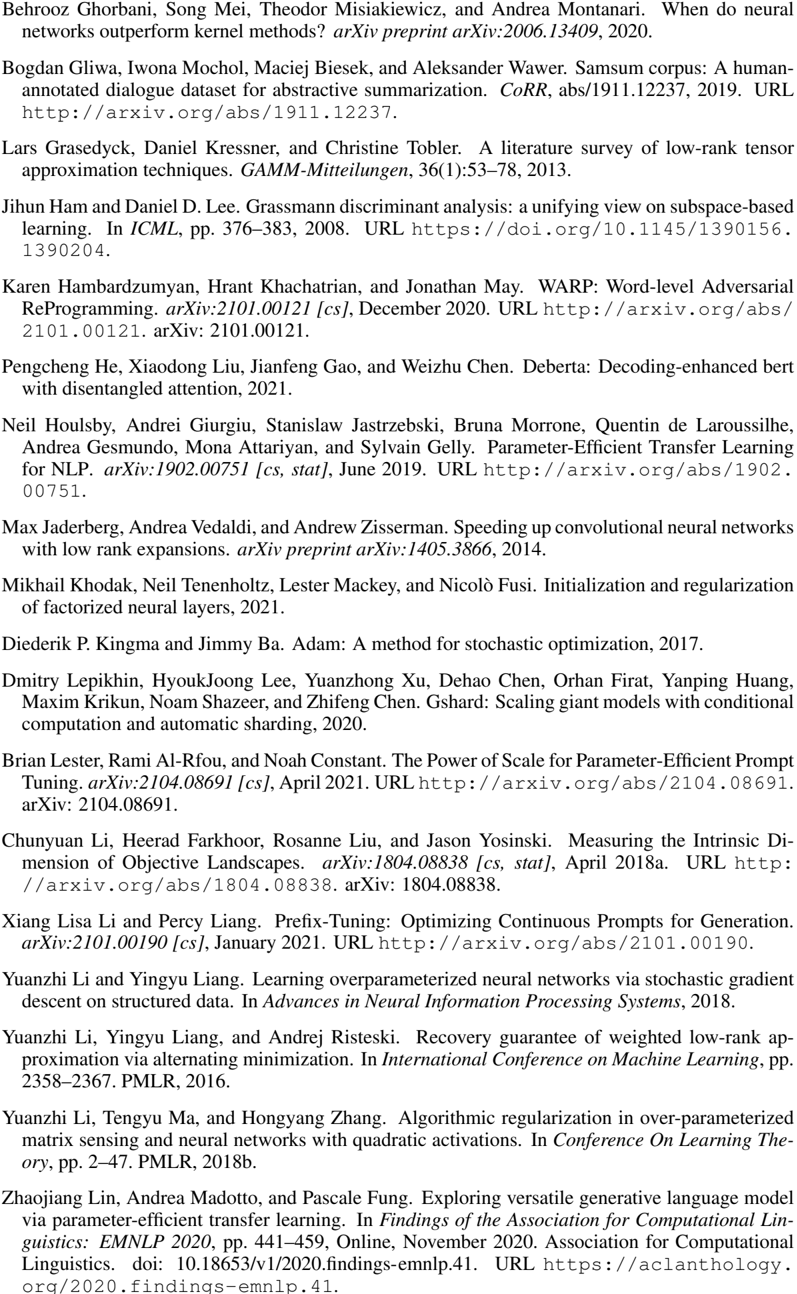 Behrooz Ghorbani, Song Mei, Theodor Misiakiewicz, and Andrea Montanari. When do neural
networks outperform kernel methods? arXiv preprint arXiv:2006.13409, 2020.
Bogdan Gliwa, Iwona Mochol, Maciej Biesek, and Aleksander Wawer. Samsum corpus: A human-
annotated dialogue dataset for abstractive summarization. CoRR, abs/1911.12237, 2019. URL
http://arxiv.org/abs/1911.12237.
Lars Grasedyck, Daniel Kressner, and Christine Tobler. A literature survey of low-rank tensor
approximation techniques. GAMM-Mitteilungen, 36(1):53–78, 2013.
Jihun Ham and Daniel D. Lee. Grassmann discriminant analysis: a unifying view on subspace-based
learning. In ICML, pp. 376–383, 2008. URL https://doi.org/10.1145/1390156.
1390204.
Karen Hambardzumyan, Hrant Khachatrian, and Jonathan May. WARP: Word-level Adversarial
ReProgramming. arXiv:2101.00121 [cs], December 2020. URL http://arxiv.org/abs/
2101.00121. arXiv: 2101.00121.
Pengcheng He, Xiaodong Liu, Jianfeng Gao, and Weizhu Chen. Deberta: Decoding-enhanced bert
with disentangled attention, 2021.
Neil Houlsby, Andrei Giurgiu, Stanislaw Jastrzebski, Bruna Morrone, Quentin de Laroussilhe,
Andrea Gesmundo, Mona Attariyan, and Sylvain Gelly. Parameter-Efficient Transfer Learning
for NLP. arXiv:1902.00751 [cs, stat], June 2019. URL http://arxiv.org/abs/1902.
00751.
Max Jaderberg, Andrea Vedaldi, and Andrew Zisserman. Speeding up convolutional neural networks
with low rank expansions. arXiv preprint arXiv:1405.3866, 2014.
Mikhail Khodak, Neil Tenenholtz, Lester Mackey, and Nicolò Fusi. Initialization and regularization
of factorized neural layers, 2021.
Diederik P. Kingma and Jimmy Ba. Adam: A method for stochastic optimization, 2017.
Dmitry Lepikhin, HyoukJoong Lee, Yuanzhong Xu, Dehao Chen, Orhan Firat, Yanping Huang,
Maxim Krikun, Noam Shazeer, and Zhifeng Chen. Gshard: Scaling giant models with conditional
computation and automatic sharding, 2020.
Brian Lester, Rami Al-Rfou, and Noah Constant. The Power of Scale for Parameter-Efficient Prompt
Tuning. arXiv:2104.08691 [cs], April 2021. URL http://arxiv.org/abs/2104.08691.
arXiv: 2104.08691.
Chunyuan Li, Heerad Farkhoor, Rosanne Liu, and Jason Yosinski. Measuring the Intrinsic Di-
mension of Objective Landscapes. arXiv:1804.08838 [cs, stat], April 2018a. URL http:
//arxiv.org/abs/1804.08838. arXiv: 1804.08838.
Xiang Lisa Li and Percy Liang. Prefix-Tuning: Optimizing Continuous Prompts for Generation.
arXiv:2101.00190 [cs], January 2021. URL http://arxiv.org/abs/2101.00190.
Yuanzhi Li and Yingyu Liang. Learning overparameterized neural networks via stochastic gradient
descent on structured data. In Advances in Neural Information Processing Systems, 2018.
Yuanzhi Li, Yingyu Liang, and Andrej Risteski. Recovery guarantee of weighted low-rank ap-
proximation via alternating minimization. In International Conference on Machine Learning, pp.
2358–2367. PMLR, 2016.
Yuanzhi Li, Tengyu Ma, and Hongyang Zhang. Algorithmic regularization in over-parameterized
matrix sensing and neural networks with quadratic activations. In Conference On Learning The-
ory, pp. 2–47. PMLR, 2018b.
Zhaojiang Lin, Andrea Madotto, and Pascale Fung. Exploring versatile generative language model
via parameter-efficient transfer learning. In Findings of the Association for Computational Lin-
guistics: EMNLP 2020, pp. 441–459, Online, November 2020. Association for Computational
Linguistics. doi: 10.18653/v1/2020.findings-emnlp.41. URL https://aclanthology.
org/2020.findings-emnlp.41.